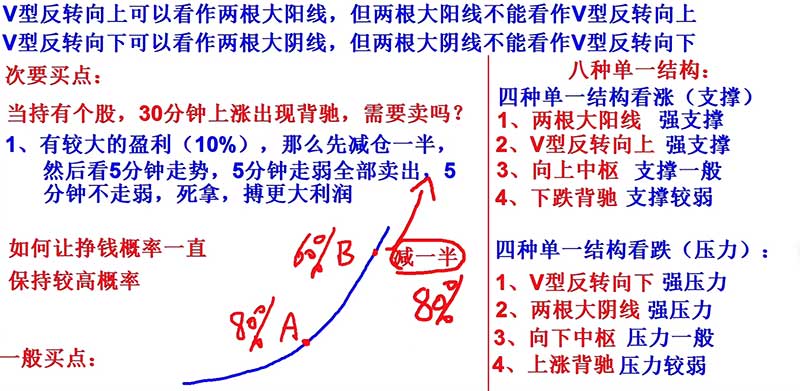 V型反转向上可以看作两根大阳线，但两根大阳线不能看作V型反转向上
V型反转向下可以看作两根大阴线，但两根大阴线不能看作V型反转向下
次要买点：
当持有个股，30分钟上涨出现背驰，需要卖吗？
1、有较大的盈利（10%），那么先减仓一半，
然后看5分钟走势，5分钟走弱全部卖出，5
分钟不走弱，死拿，搏更大利润
如何让挣钱概率一直
保持较高概率
60% B
减一半
80%
80% A
一般买点：
八种单一结构：
四种单一结构看涨（支撑）
1、两根大阳线 强支撑
2、V型反转向上 强支撑
3、向上中枢 支撑一般
4、下跌背驰 支撑较弱
四种单一结构看跌（压力）：
1、V型反转向下 强压力
2、两根大阴线 强压力
3、向下中枢 压力一般
4、上涨背驰 压力较弱